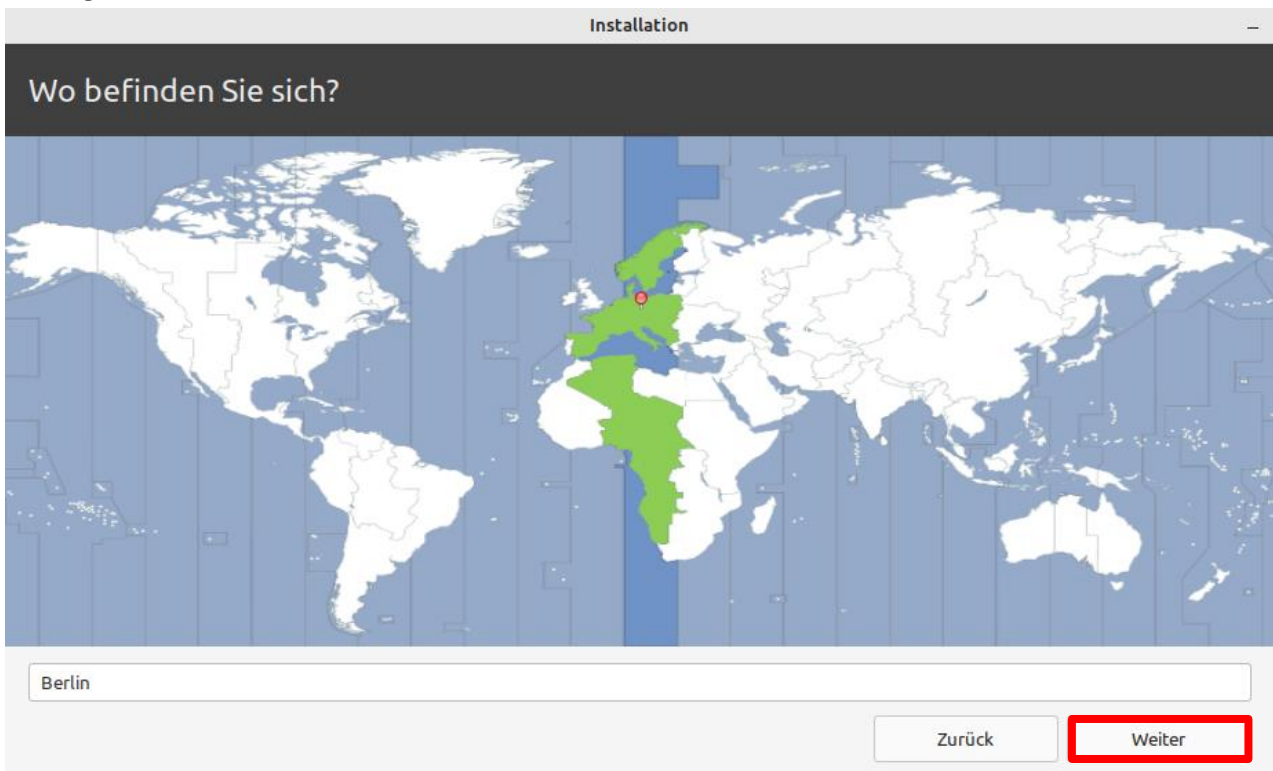 Installation
Wo befinden Sie sich?
Berlin
Zurück
Weiter